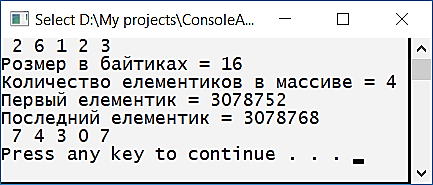 Select D:\My projects\ConsoleA...
2 6 1 2 3
Розмер в байтиках = 16
Количество елементиков в массиве = 4
Первый елементик = 3078752
Последний елементик = 3078768
7 4 3 0 7
Press any key to continue . . .